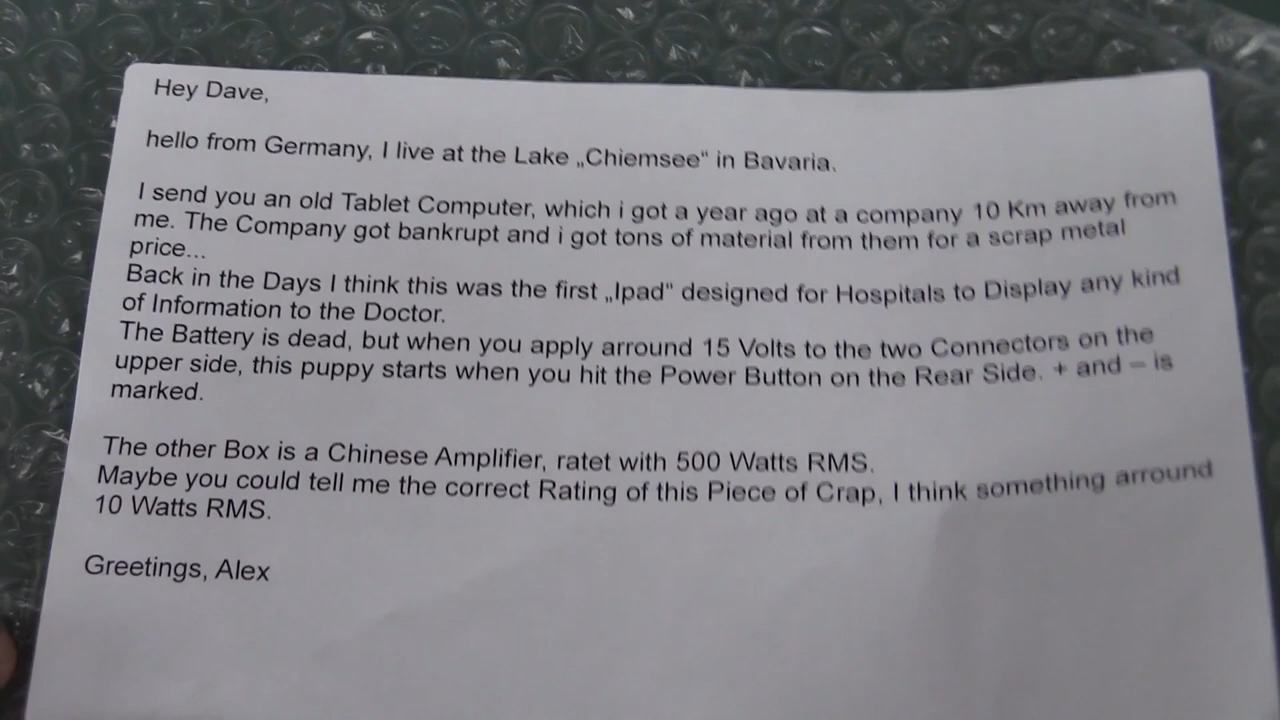 Hey Dave,
hello from Germany, I live at the Lake „Chiemsee“ in Bavaria.
I send you an old Tablet Computer, which i got a year ago at a company 10 Km away from
me. The Company got bankrupt and i got tons of material from them for a scrap metal
price...
Back in the Days I think this was the first „Ipad“ designed for Hospitals to Display any kind
of Information to the Doctor.
The Battery is dead, but when you apply arround 15 Volts to the two Connectors on the
upper side, this puppy starts when you hit the Power Button on the Rear Side. + and – is
marked.
The other Box is a Chinese Amplifier, ratet with 500 Watts RMS.
Maybe you could tell me the correct Rating of this Piece of Crap, I think something arround
10 Watts RMS.
Greetings, Alex